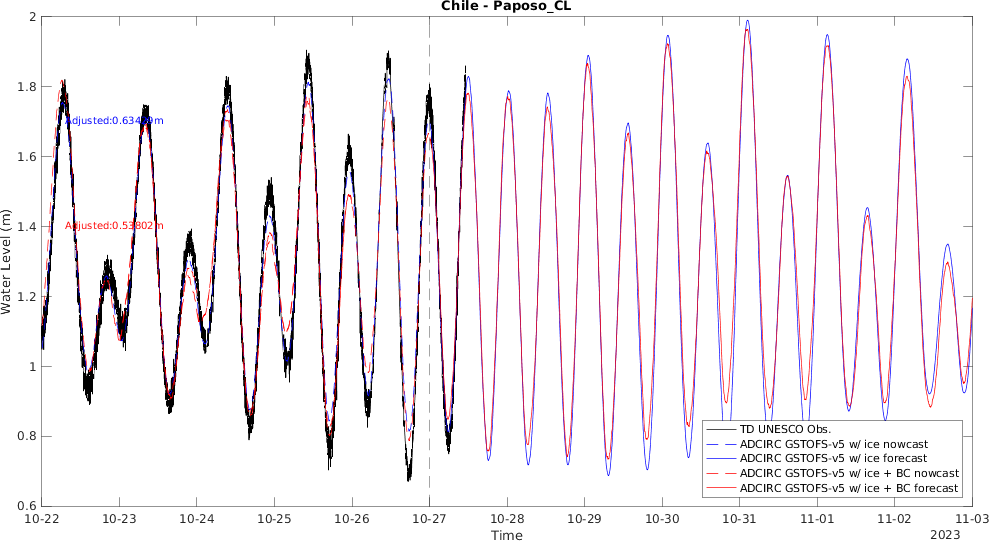 Chile - Paposo_CL
2
1.8
1.6
1.4
1.2
1
0.8
0.6
Water Level (m)
Adjusted:0.53802m
TD UNESCO Obs.
ADCIRC GSTOFS-v5 w/ ice nowcast
ADCIRC GSTOFS-v5 w/ ice forecast
ADCIRC GSTOFS-v5 w/ ice + BC nowcast
ADCIRC GSTOFS-v5 w/ ice + BC forecast
10-22 10-23 10-24 10-25 10-26 10-27 10-28 10-29 10-30 10-31 11-01 11-02 11-03
Time
2023